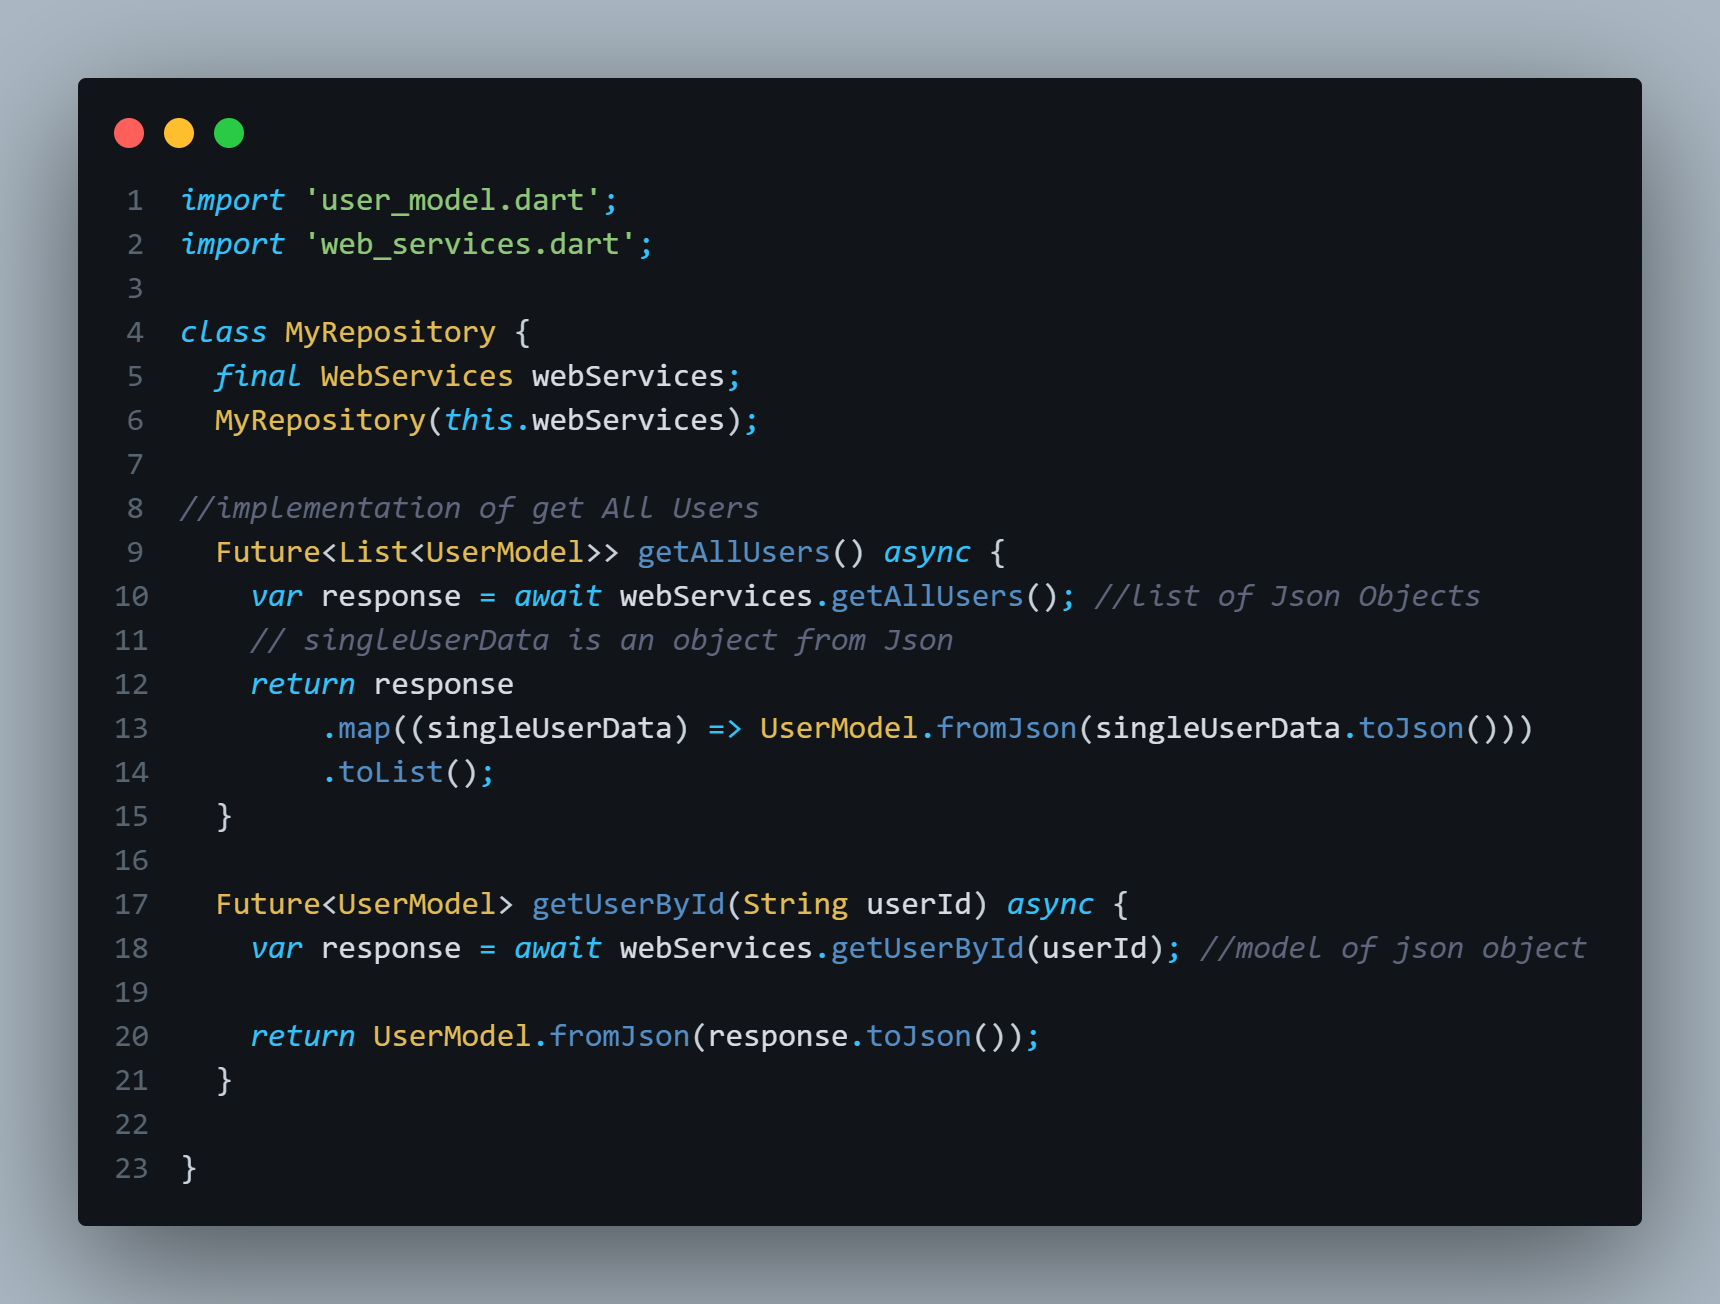 1 import 'user_model.dart';
2 import 'web_services.dart';
3
4 class MyRepository {
5   final WebServices webServices;
6   MyRepository(this.webServices);
7
8 //implementation of get All Users
9   Future<List<UserModel>> getAllUsers() async {
10     var response = await webServices.getAllUsers(); //list of Json Objects
11     // singleUserData is an object from Json
12     return response
13         .map((singleUserData) => UserModel.fromJson(singleUserData.toJson()))
14         .toList();
15   }
16
17   Future<UserModel> getUserById(String userId) async {
18     var response = await webServices.getUserById(userId); //model of json object
19
20     return UserModel.fromJson(response.toJson());
21   }
22
23 }